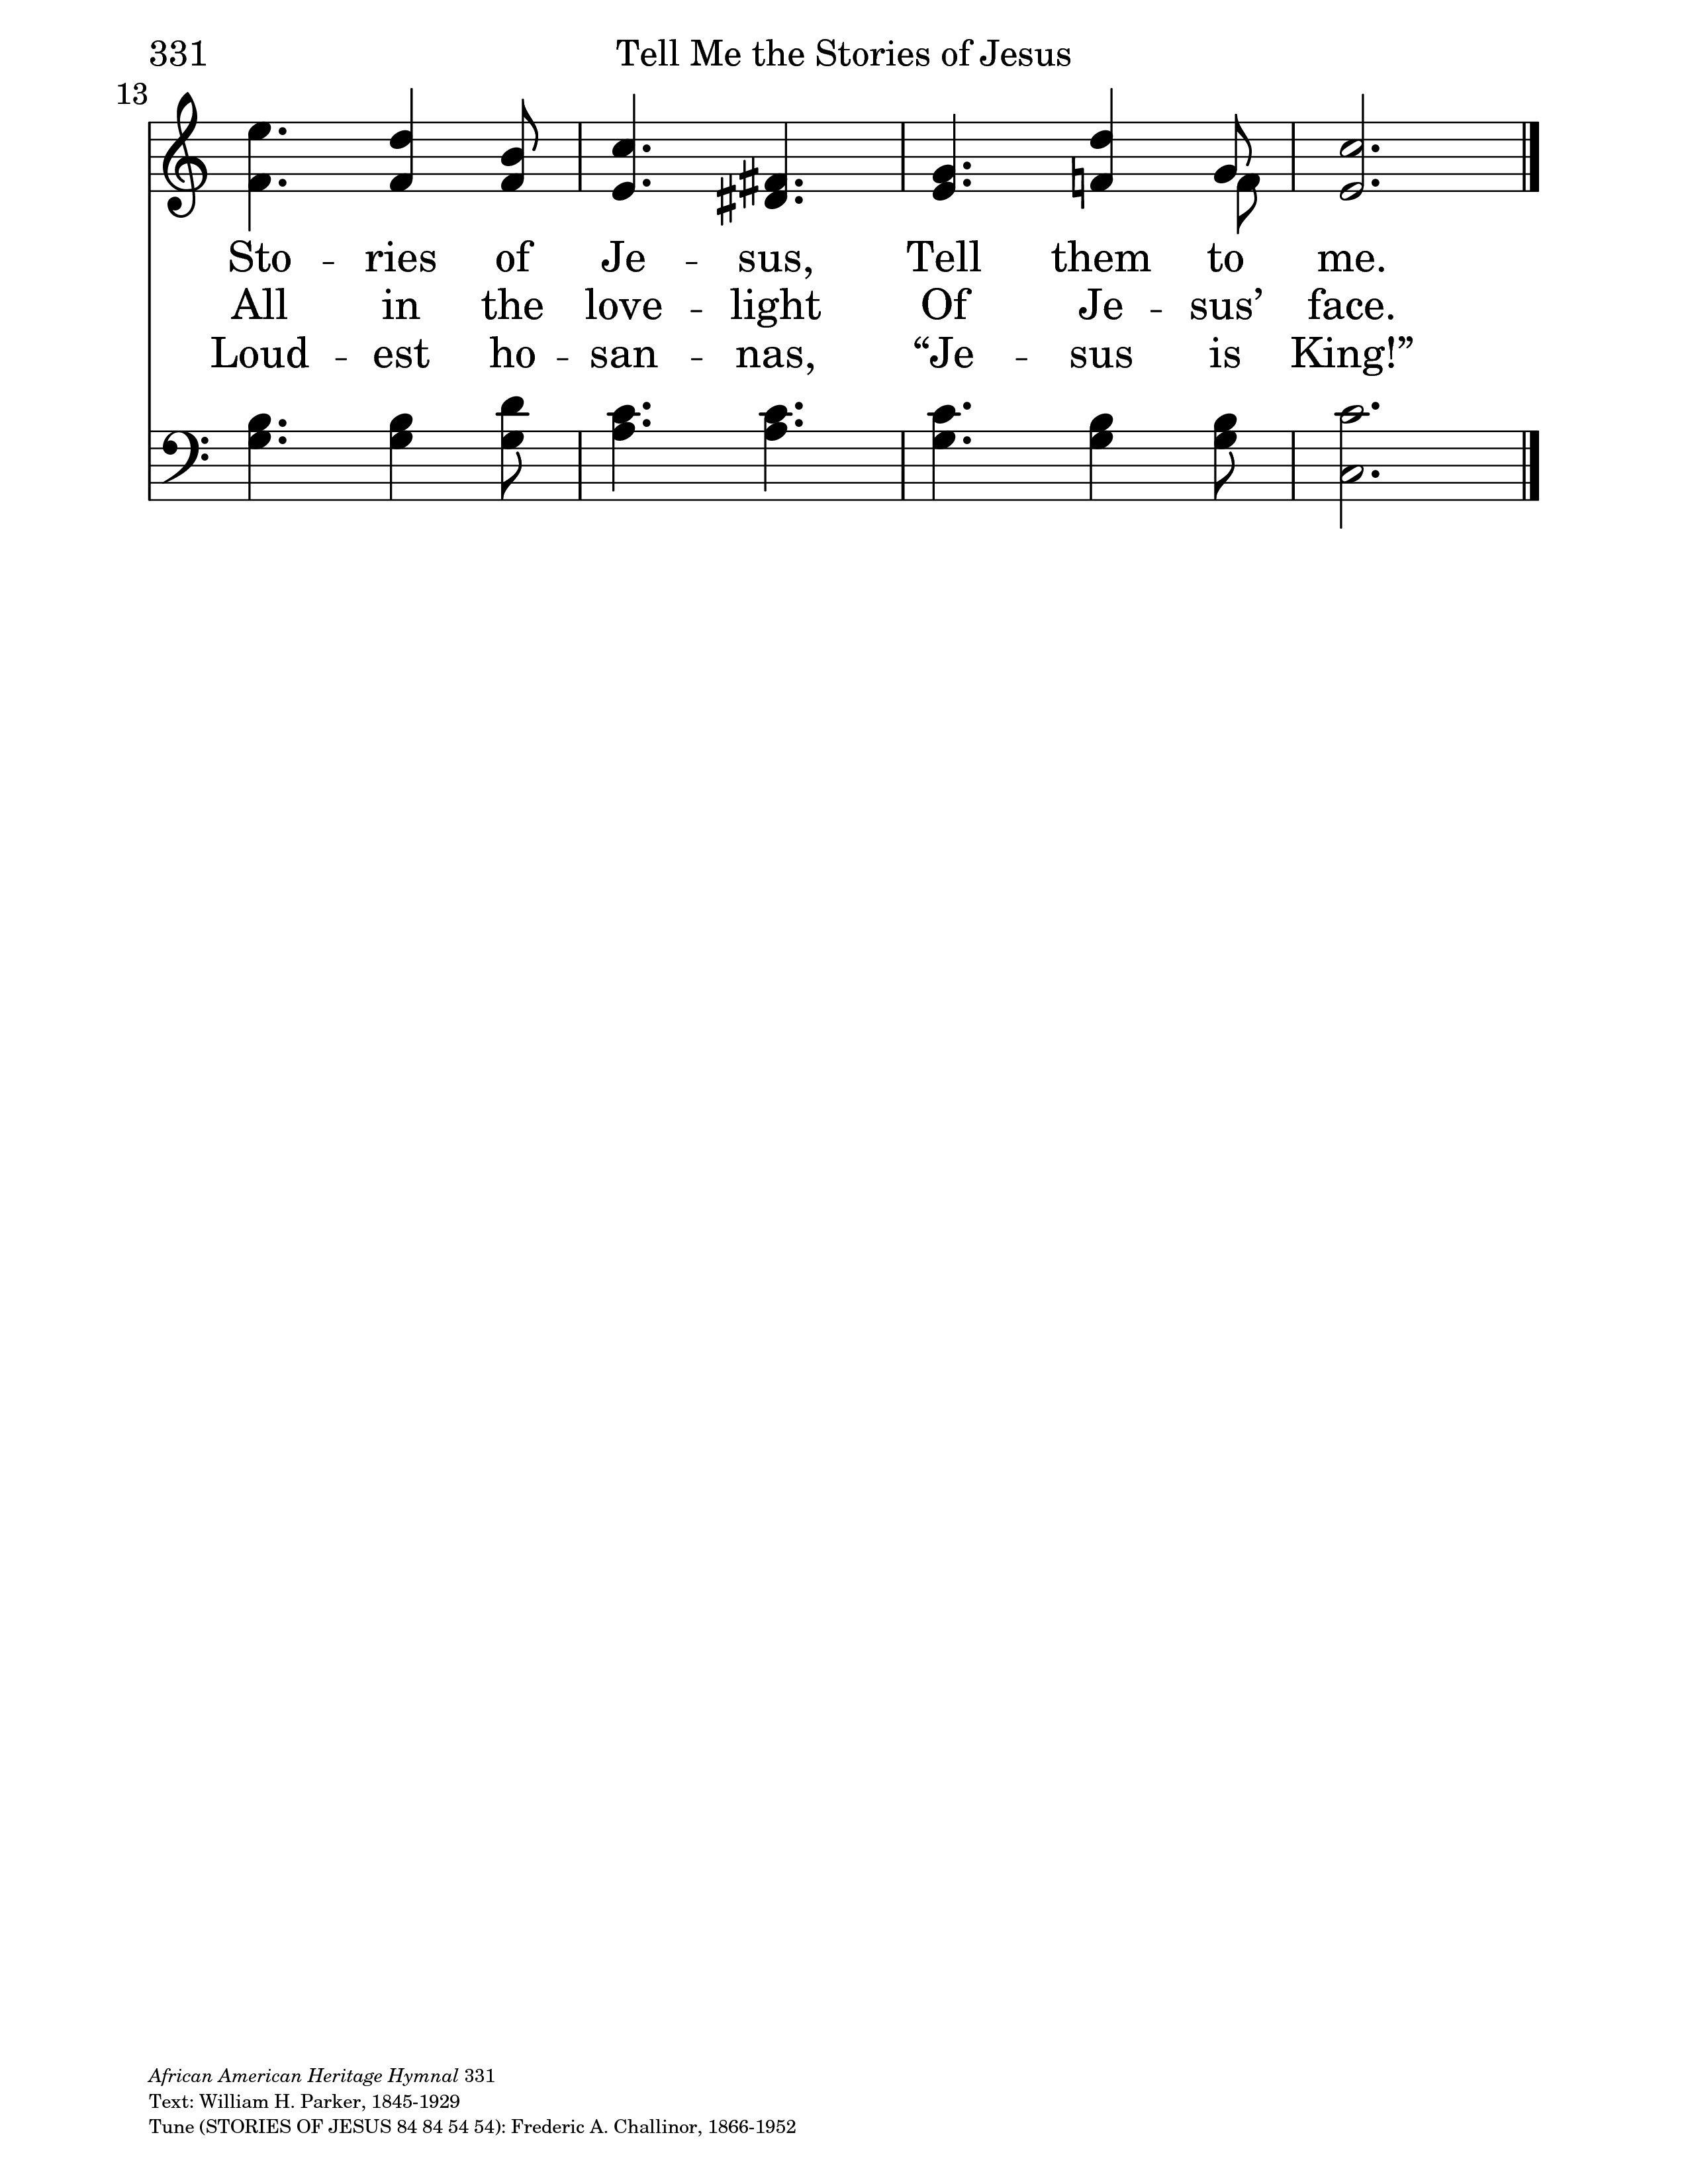 331 Tell Me the Stories of Jesus
13
Sto - ries of Je - sus, Tell them to me.
All in the love - light Of Je - sus’ face.
Loud - est ho - san - nas, “Je - sus is King!”
African American Heritage Hymnal 331
Text: William H. Parker, 1845-1929
Tune (STORIES OF JESUS 84 84 54 54): Frederic A. Challinor, 1866-1952